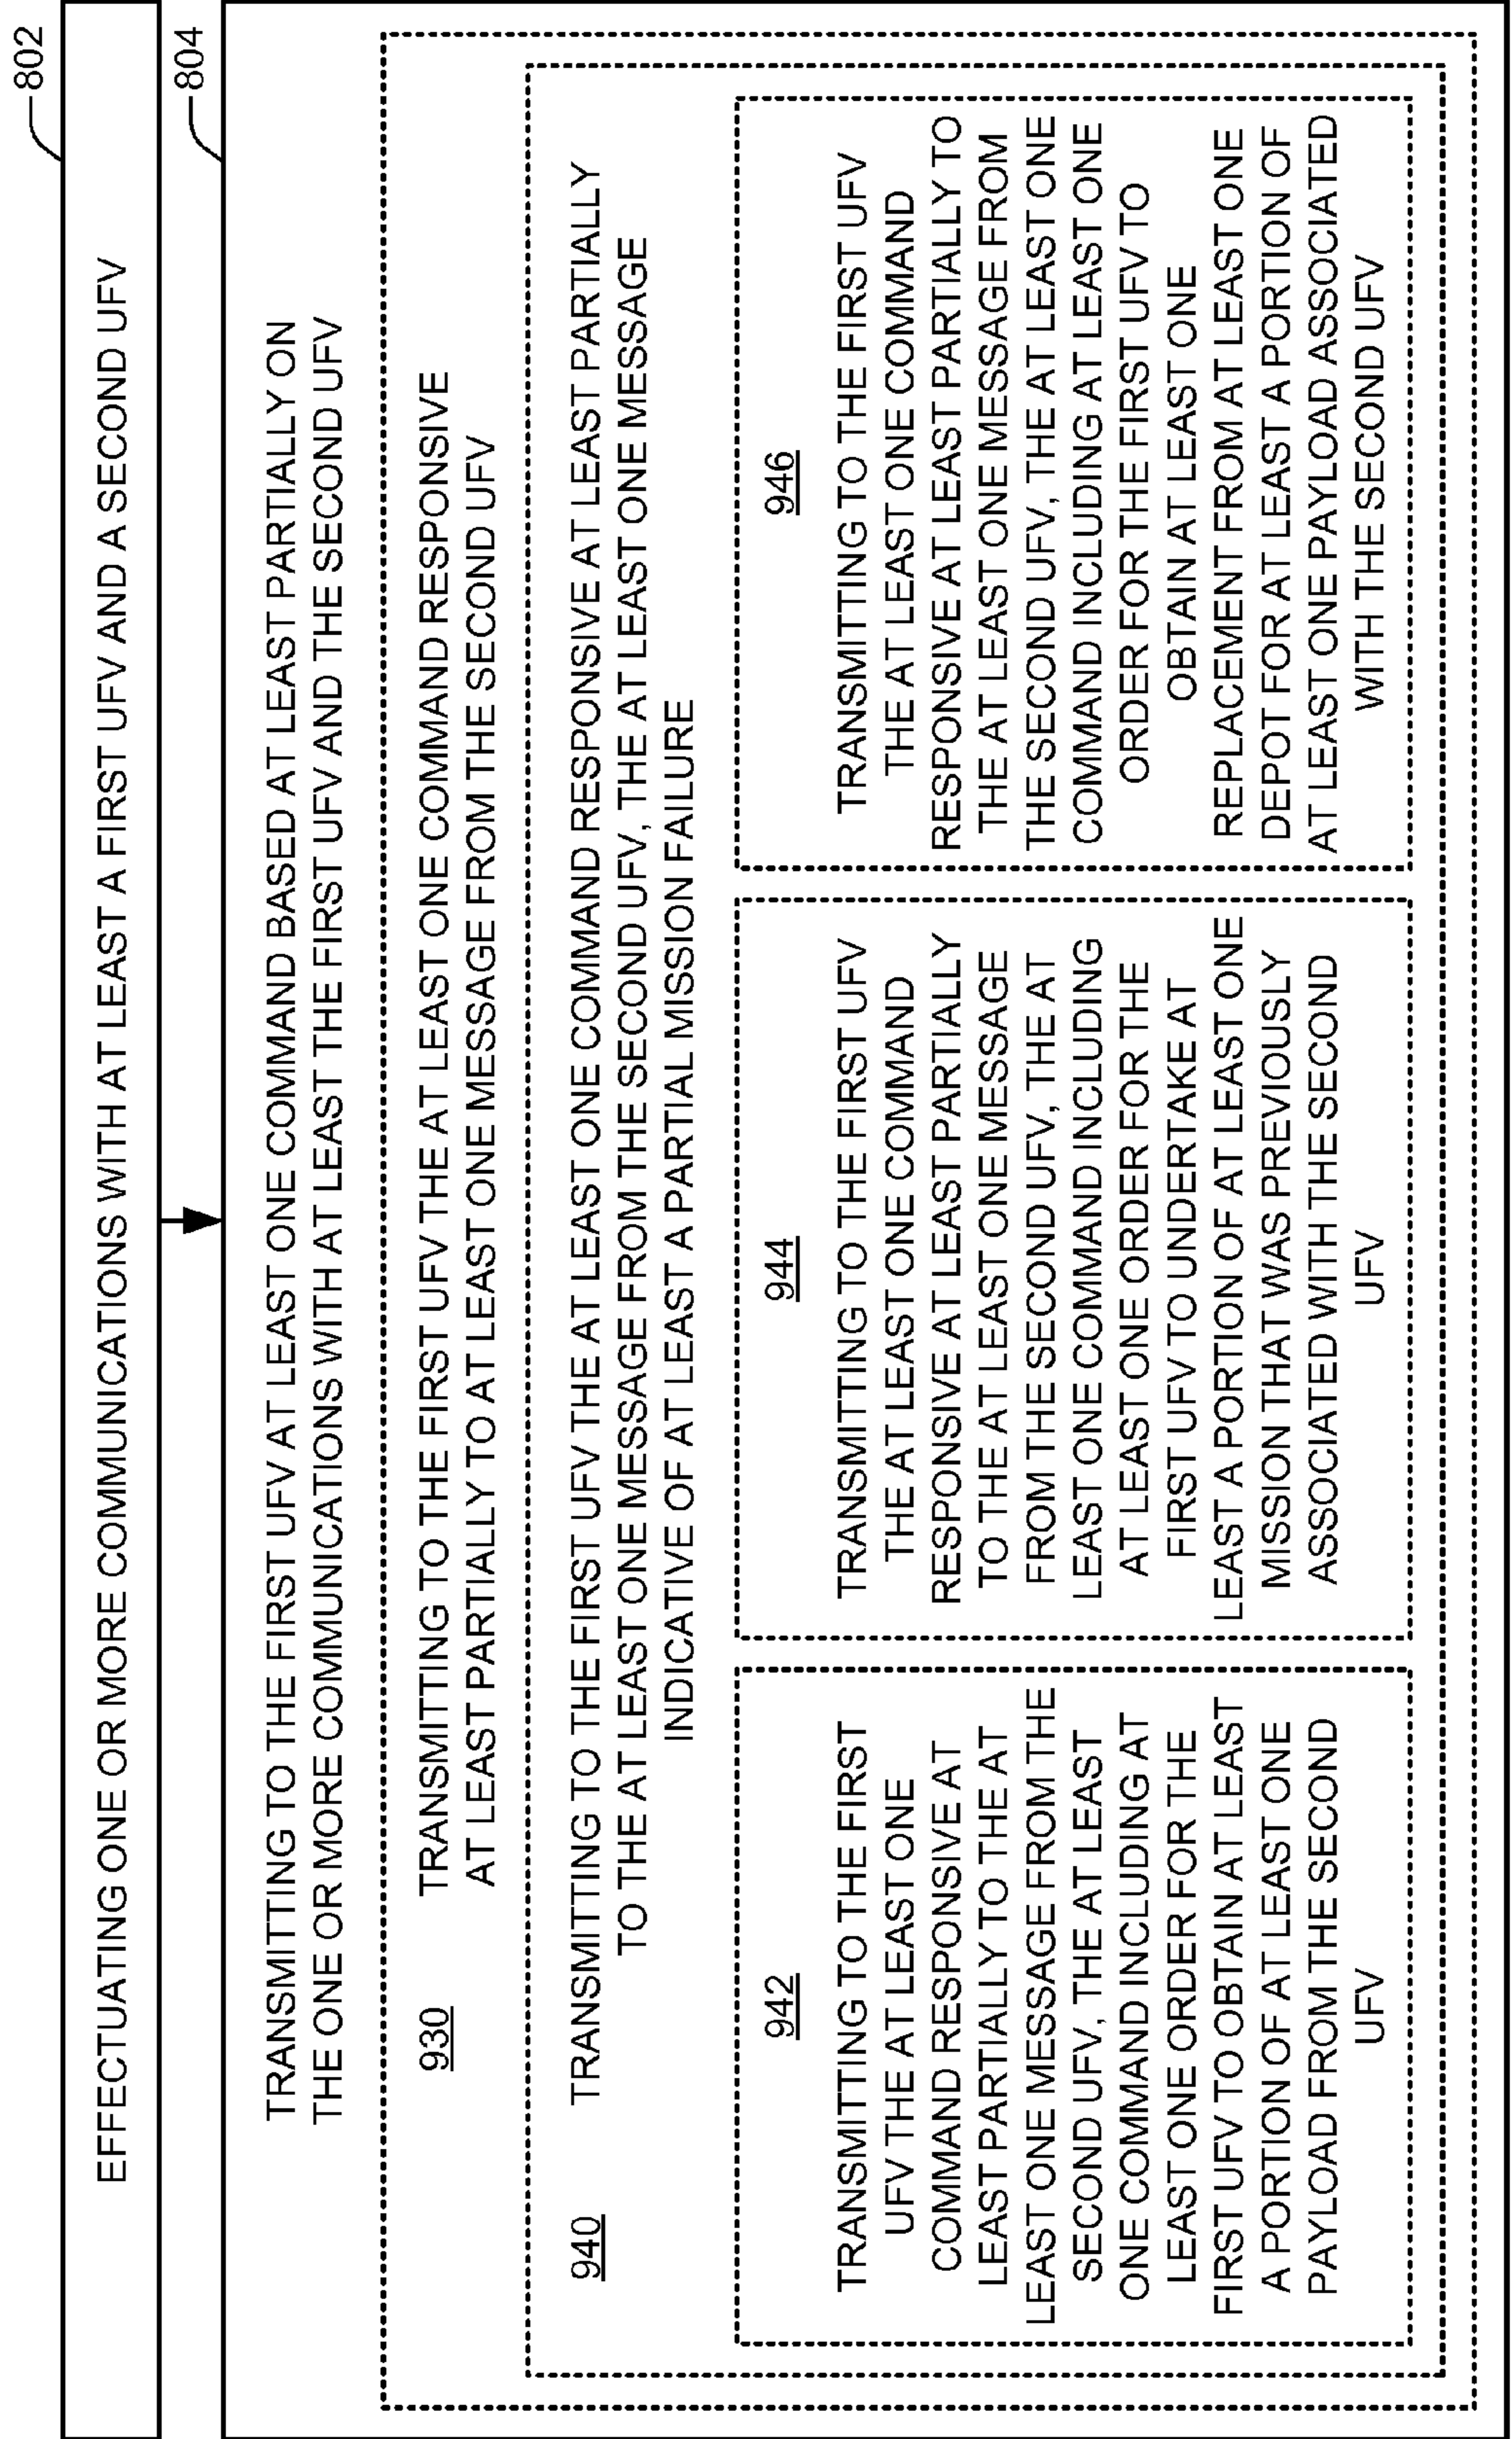 802
EFFECTUATING ONE OR MORE COMMUNICATIONS WITH AT LEAST A FIRST UFV AND A SECOND UFV
804
TRANSMITTING TO THE FIRST UFV AT LEAST ONE COMMAND BASED AT LEAST PARTIALLY ON
THE ONE OR MORE COMMUNICATIONS WITH AT LEAST THE FIRST UFV AND THE SECOND UFV
930
TRANSMITTING TO THE FIRST UFV THE AT LEAST ONE COMMAND RESPONSIVE
AT LEAST PARTIALLY TO AT LEAST ONE MESSAGE FROM THE SECOND UFV
940
TRANSMITTING TO THE FIRST UFV THE AT LEAST ONE COMMAND RESPONSIVE AT LEAST PARTIALLY
TO THE AT LEAST ONE MESSAGE FROM THE SECOND UFV, THE AT LEAST ONE MESSAGE
INDICATIVE OF AT LEAST A PARTIAL MISSION FAILURE
942
TRANSMITTING TO THE FIRST
UFV THE AT LEAST ONE
COMMAND RESPONSIVE AT
LEAST PARTIALLY TO THE AT
LEAST ONE MESSAGE FROM THE
SECOND UFV, THE AT LEAST
ONE COMMAND INCLUDING AT
LEAST ONE ORDER FOR THE
FIRST UFV TO OBTAIN AT LEAST
A PORTION OF AT LEAST ONE
PAYLOAD FROM THE SECOND
UFV
944
TRANSMITTING TO THE FIRST UFV
THE AT LEAST ONE COMMAND
RESPONSIVE AT LEAST PARTIALLY
TO THE AT LEAST ONE MESSAGE
FROM THE SECOND UFV, THE AT
LEAST ONE COMMAND INCLUDING
AT LEAST ONE ORDER FOR THE
FIRST UFV TO UNDERTAKE AT
LEAST A PORTION OF AT LEAST ONE
MISSION THAT WAS PREVIOUSLY
ASSOCIATED WITH THE SECOND
UFV
946
TRANSMITTING TO THE FIRST UFV
THE AT LEAST ONE COMMAND
RESPONSIVE AT LEAST PARTIALLY TO
THE AT LEAST ONE MESSAGE FROM
THE SECOND UFV, THE AT LEAST ONE
COMMAND INCLUDING AT LEAST ONE
ORDER FOR THE FIRST UFV TO
OBTAIN AT LEAST ONE
REPLACEMENT FROM AT LEAST ONE
DEPOT FOR AT LEAST A PORTION OF
AT LEAST ONE PAYLOAD ASSOCIATED
WITH THE SECOND UFV